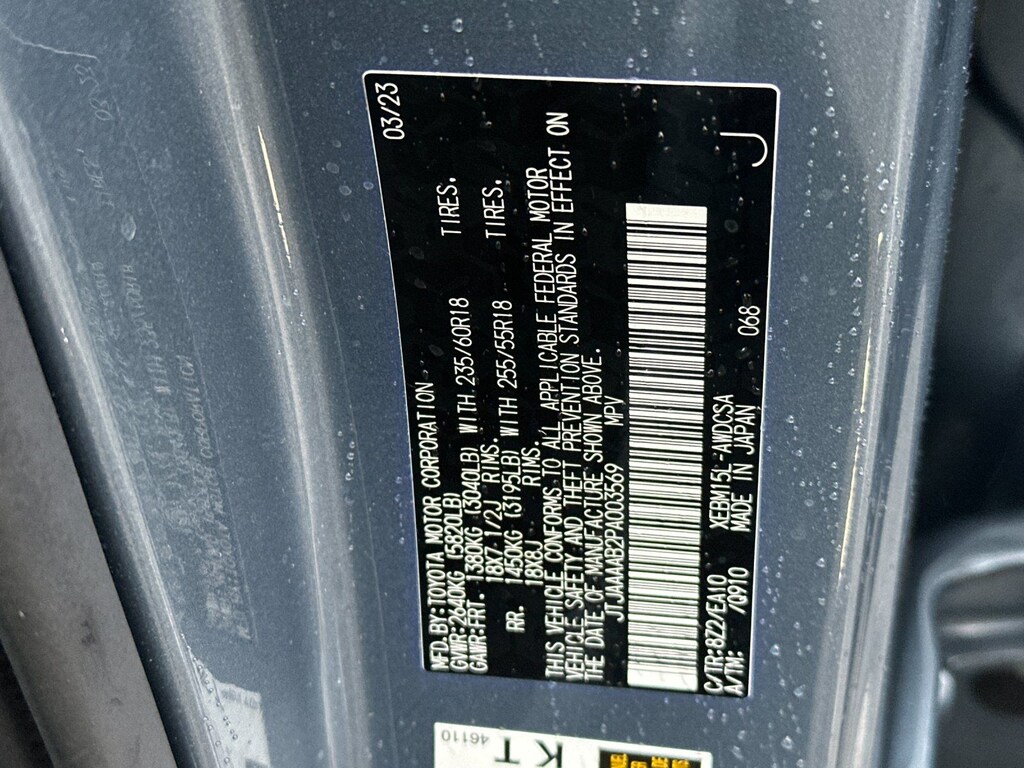 03/23
MFD. BY: TOYOTA MOTOR CORPORATION
GVWR: 2640KG (5820LB)
GAWR: FRT. 1380KG (3040LB) WITH 235/60R18 TIRES.
18X7 1/2J RIMS.
RR. 1450KG (3195LB) WITH 255/55R18 TIRES.
18X8J RIMS.
THIS VEHICLE CONFORMS TO ALL APPLICABLE FEDERAL MOTOR
VEHICLE SAFETY AND THEFT PREVENTION STANDARDS IN EFFECT ON
THE DATE OF MANUFACTURE SHOWN ABOVE.
JTJAAAAB2PA003569 MPV
C/TR: 8Z2/EA10 XEBM15L-AWDCSA 068
A/TM: /Q910 MADE IN JAPAN J
46110
KT